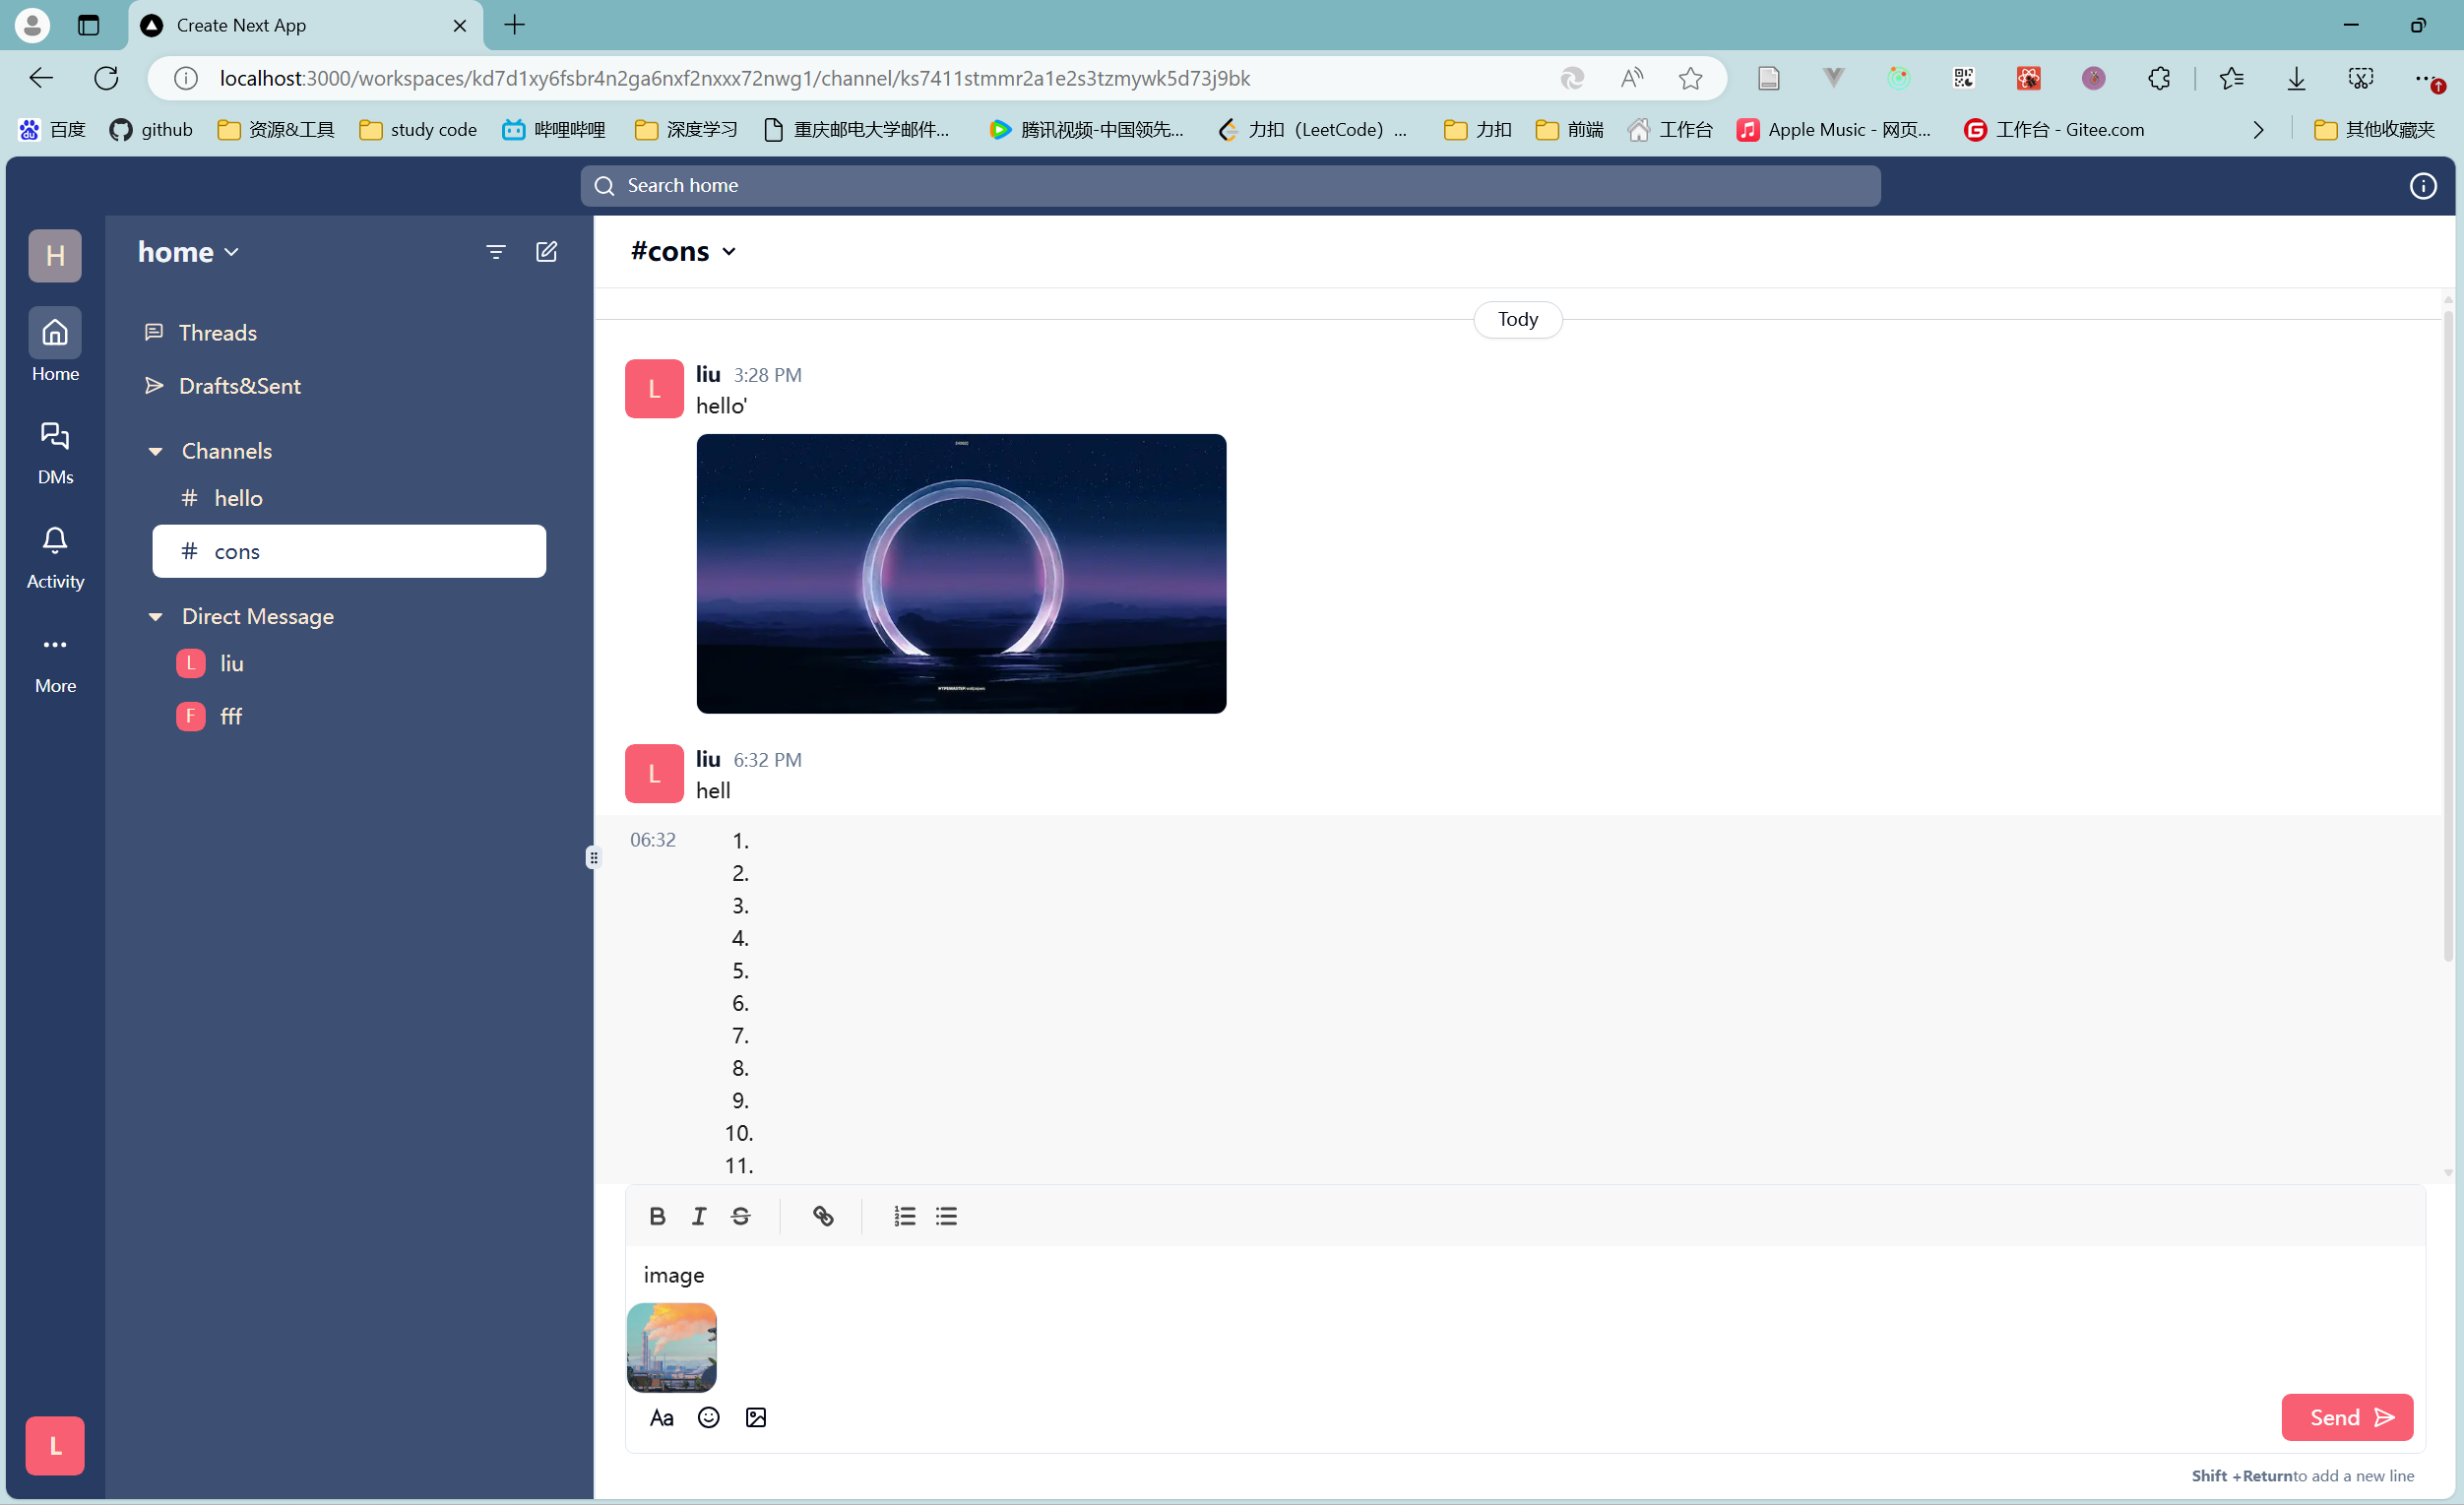 Create Next App
localhost:3000/workspaces/kd7d1xy6fsbr4n2ga6nxf2nxxx72nwg1/channel/ks7411stmmr2a1e2s3tzmywk5d73j9bk
百度 github 资源&工具 study code 哔哩哔哩 深度学习 重庆邮电大学邮件... 腾讯视频-中国领先... 力扣 (LeetCode) ... 力扣 前端 工作台 Apple Music - 网页... 工作台 - Gitee.com 其他收藏夹
Search home
H
Home
DMs
Activity
More
L
home
Threads
Drafts&Sent
Channels
# hello
# cons
Direct Message
L liu
F fff
#cons
Tody
L
liu 3:28 PM
hello'
L
liu 6:32 PM
hell
06:32 1.
2.
3.
4.
5.
6.
7.
8.
9.
10.
11.
B I S
image
Aa
Send
Shift +Returnto add a new line